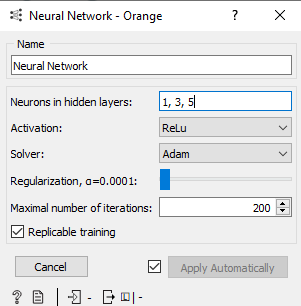 Neural Network - Orange
Name
Neural Network
Neurons in hidden layers: 1, 3, 5
Activation: ReLu
Solver: Adam
Regularization, α=0.0001:
Maximal number of iterations: 200
Replicable training
Cancel Apply Automatically
? - - | -